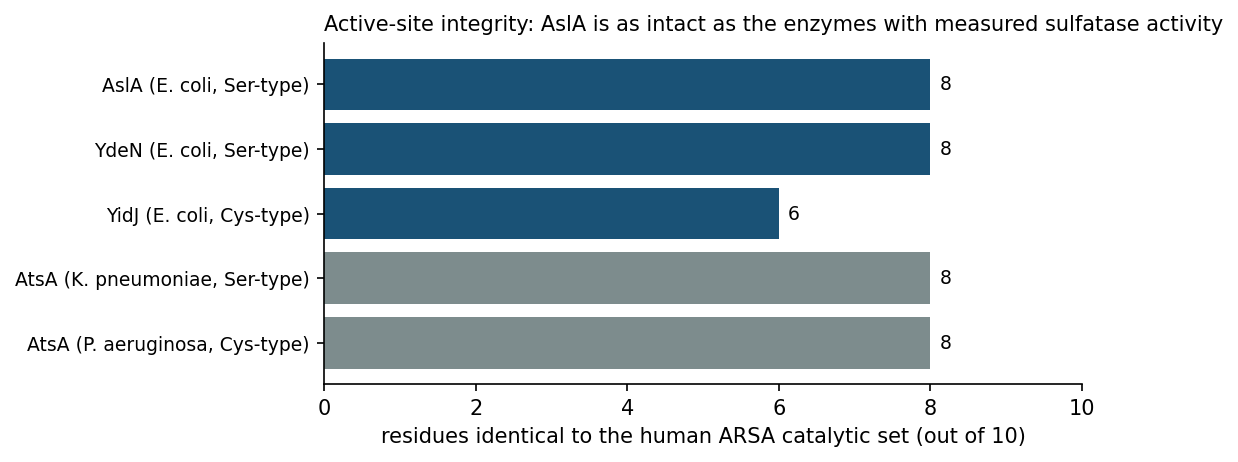 Active-site integrity: AslA is as intact as the enzymes with measured sulfatase activity
AslA (E. coli, Ser-type)
8
YdeN (E. coli, Ser-type)
8
YidJ (E. coli, Cys-type)
6
AtsA (K. pneumoniae, Ser-type)
8
AtsA (P. aeruginosa, Cys-type)
8
0 2 4 6 8 10
residues identical to the human ARSA catalytic set (out of 10)